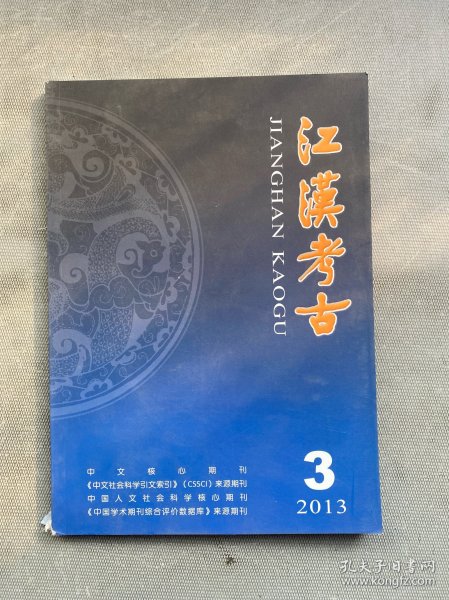 江漢考古
JIANGHAN KAOGU
中文核心期刊
《中文社会科学引文索引》（CSSCI）来源期刊
中国人文社会科学核心期刊
《中国学术期刊综合评价数据库》来源期刊
3
2013
孔夫子旧书网
www.kongfz.com